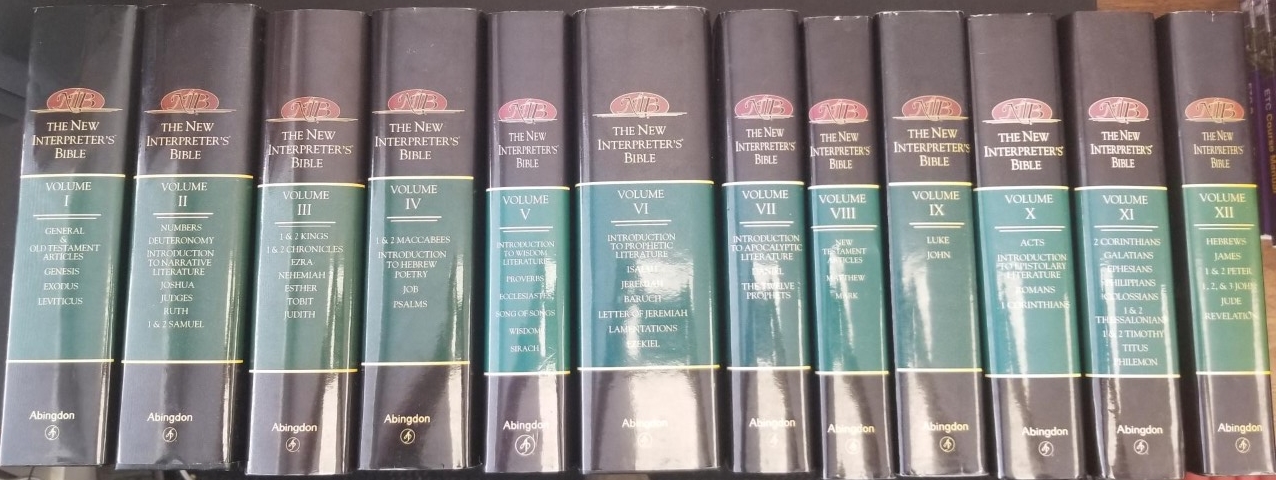 NIB
THE NEW
INTERPRETER'S
BIBLE
VOLUME
I
GENERAL
&
OLD TESTAMENT
ARTICLES
GENESIS
EXODUS
LEVITICUS
Abingdon
NIB
THE NEW
INTERPRETER'S
BIBLE
VOLUME
II
NUMBERS
DEUTERONOMY
INTRODUCTION
TO NARRATIVE
LITERATURE
JOSHUA
JUDGES
RUTH
1 & 2 SAMUEL
Abingdon
NIB
THE NEW
INTERPRETER'S
BIBLE
VOLUME
III
1 & 2 KINGS
1 & 2 CHRONICLES
EZRA
NEHEMIAH
ESTHER
TOBIT
JUDITH
Abingdon
NIB
THE NEW
INTERPRETER'S
BIBLE
VOLUME
IV
1 & 2 MACCABEES
INTRODUCTION
TO HEBREW
POETRY
JOB
PSALMS
Abingdon
NIB
THE NEW
INTERPRETER'S
BIBLE
VOLUME
V
INTRODUCTION
TO WISDOM
LITERATURE
PROVERBS
ECCLESIASTES
SONG OF SONGS
WISDOM
SIRACH
Abingdon
NIB
THE NEW
INTERPRETER'S
BIBLE
VOLUME
VI
INTRODUCTION
TO PROPHETIC
LITERATURE
ISAIAH
JEREMIAH
BARUCH
LETTER OF JEREMIAH
LAMENTATIONS
EZEKIEL
Abingdon
NIB
THE NEW
INTERPRETER'S
BIBLE
VOLUME
VII
INTRODUCTION
TO APOCALYPTIC
LITERATURE
DANIEL
THE TWELVE
PROPHETS
Abingdon
NIB
THE NEW
INTERPRETER'S
BIBLE
VOLUME
VIII
NEW
TESTAMENT
ARTICLES
MATTHEW
MARK
Abingdon
NIB
THE NEW
INTERPRETER'S
BIBLE
VOLUME
IX
LUKE
JOHN
Abingdon
NIB
THE NEW
INTERPRETER'S
BIBLE
VOLUME
X
ACTS
INTRODUCTION
TO EPISTOLARY
LITERATURE
ROMANS
1 CORINTHIANS
Abingdon
NIB
THE NEW
INTERPRETER'S
BIBLE
VOLUME
XI
2 CORINTHIANS
GALATIANS
EPHESIANS
PHILIPPIANS
COLOSSIANS
1 & 2
THESSALONIANS
1 & 2 TIMOTHY
TITUS
PHILEMON
Abingdon
NIB
THE NEW
INTERPRETER'S
BIBLE
VOLUME
XII
HEBREWS
JAMES
1 & 2 PETER
1, 2, & 3 JOHN
JUDE
REVELATION
Abingdon
ETC Course